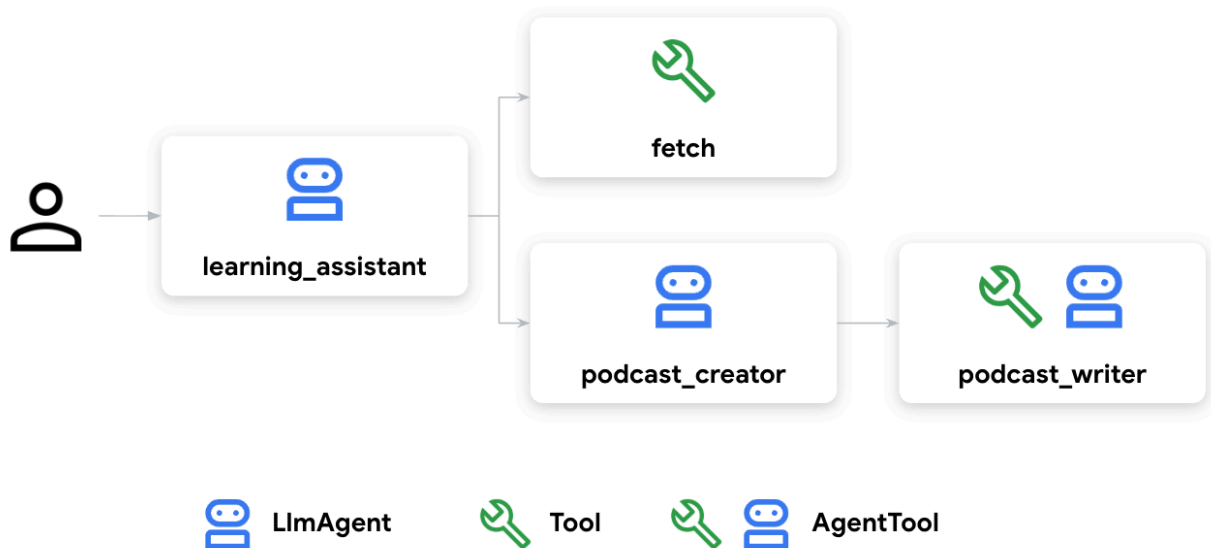 fetch
learning_assistant
podcast_creator
podcast_writer
LlmAgent
Tool
AgentTool